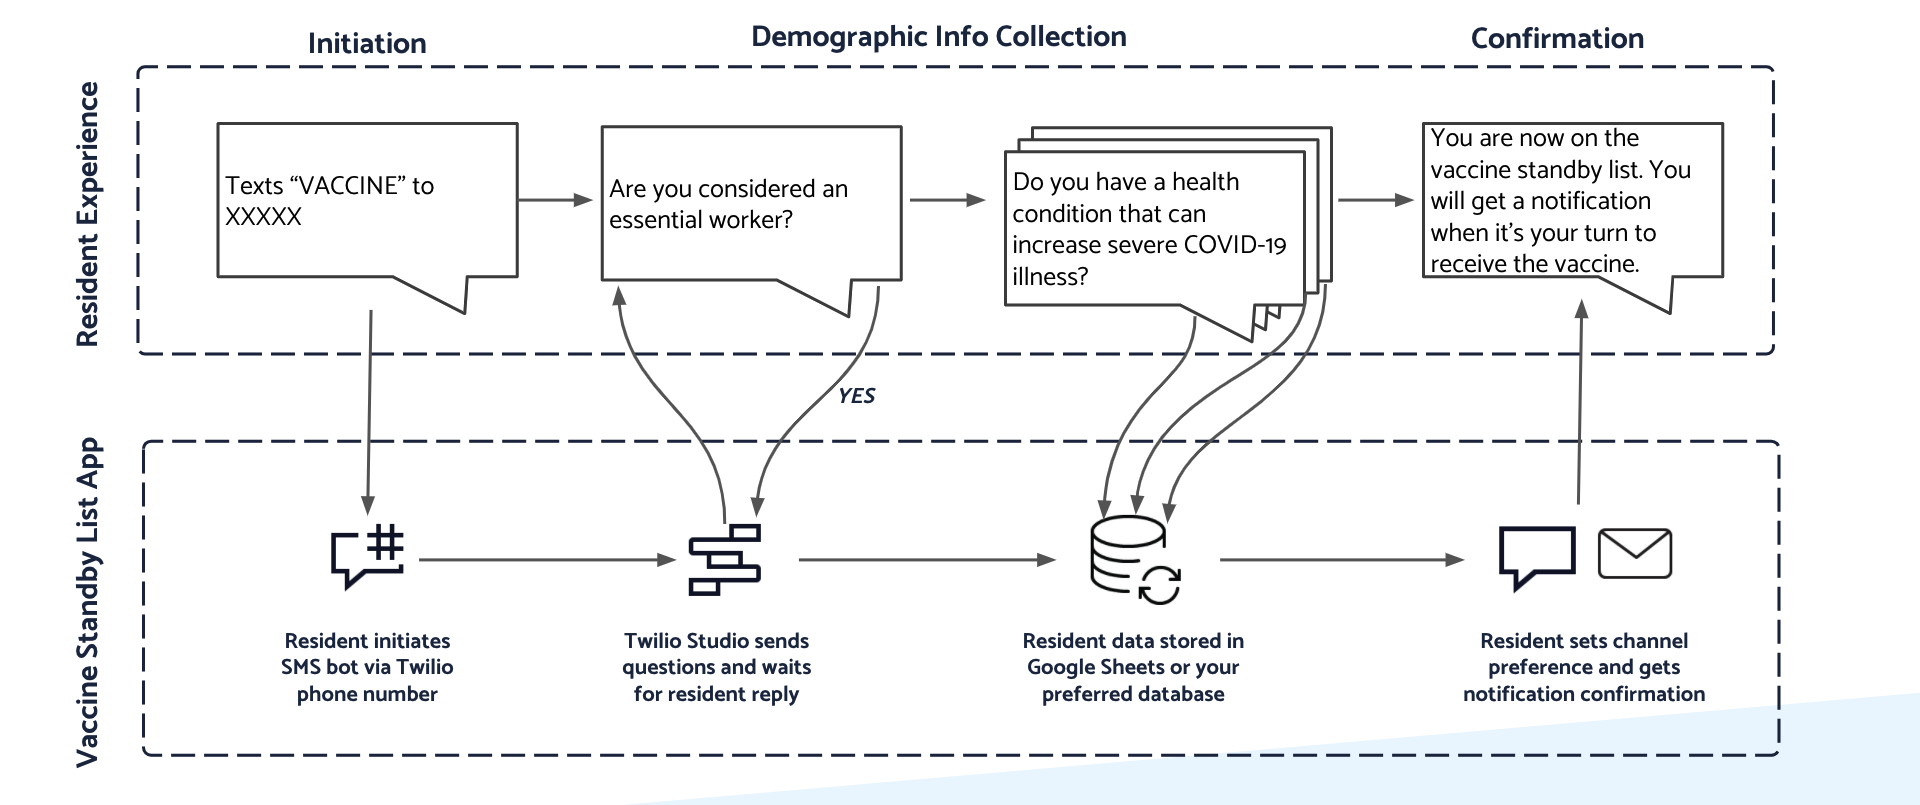 Initiation
Demographic Info Collection
Confirmation
Resident Experience
Texts “VACCINE” to
XXXXX
Are you considered an
essential worker?
Do you have a health
condition that can
increase severe COVID-19
illness?
You are now on the
vaccine standby list. You
will get a notification
when it’s your turn to
receive the vaccine.
YES
Vaccine Standby List App
Resident initiates
SMS bot via Twilio
phone number
Twilio Studio sends
questions and waits
for resident reply
Resident data stored in
Google Sheets or your
preferred database
Resident sets channel
preference and gets
notification confirmation